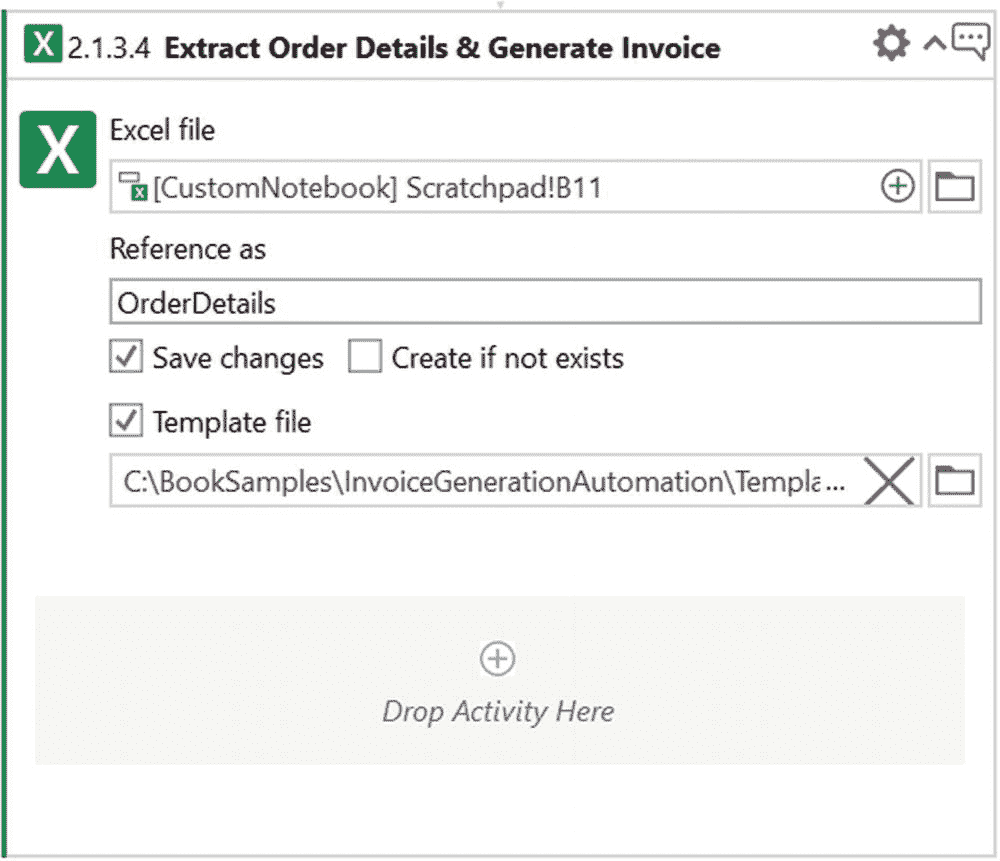 2.1.3.4 Extract Order Details & Generate Invoice
Excel file
[CustomNotebook] Scratchpad!B11
Reference as
OrderDetails
Save changes Create if not exists
Template file
C:\BookSamples\InvoiceGenerationAutomation\Templa...
Drop Activity Here